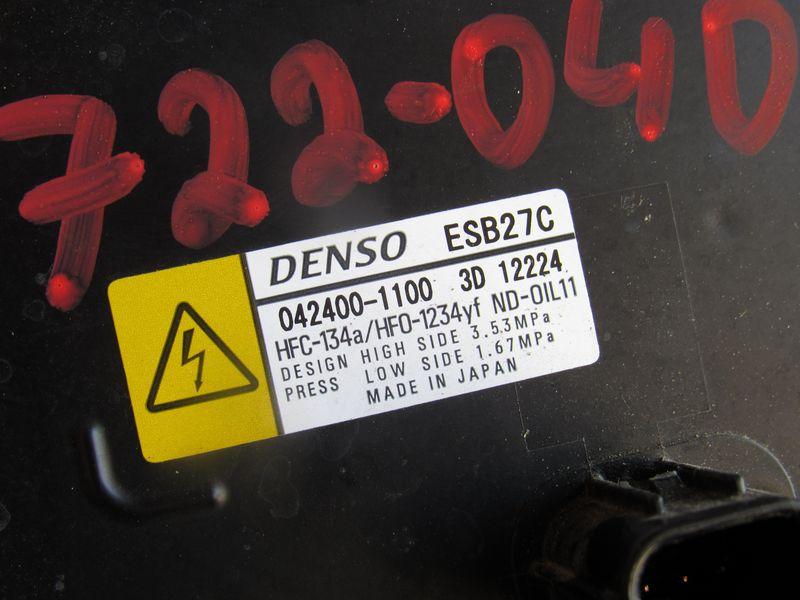 722-040
DENSO ESB27C
042400-1100 3D 12224
HFC-134a/HFO-1234yf ND-OIL11
DESIGN HIGH SIDE 3.53MPa
PRESS LOW SIDE 1.67MPa
MADE IN JAPAN